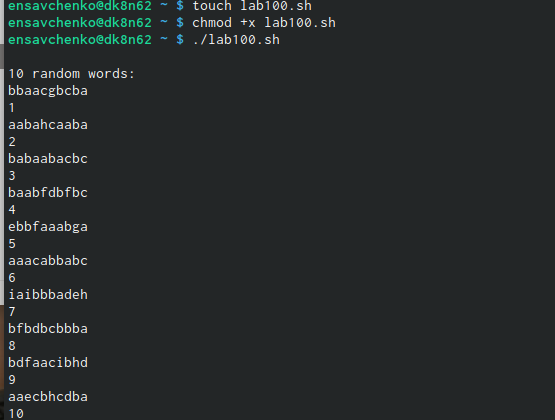 ensavchenko@dk8n62 ~ $ touch lab100.sh
ensavchenko@dk8n62 ~ $ chmod +x lab100.sh
ensavchenko@dk8n62 ~ $ ./lab100.sh
10 random words:
bbaacgbcba
1
aabahcaaba
2
babaabacbc
3
baabfdbfbc
4
ebbfaaabga
5
aaacabbabc
6
iaibbbadeh
7
bfbdbcbbba
8
bdfaacibhd
9
aaecbhcdba
10